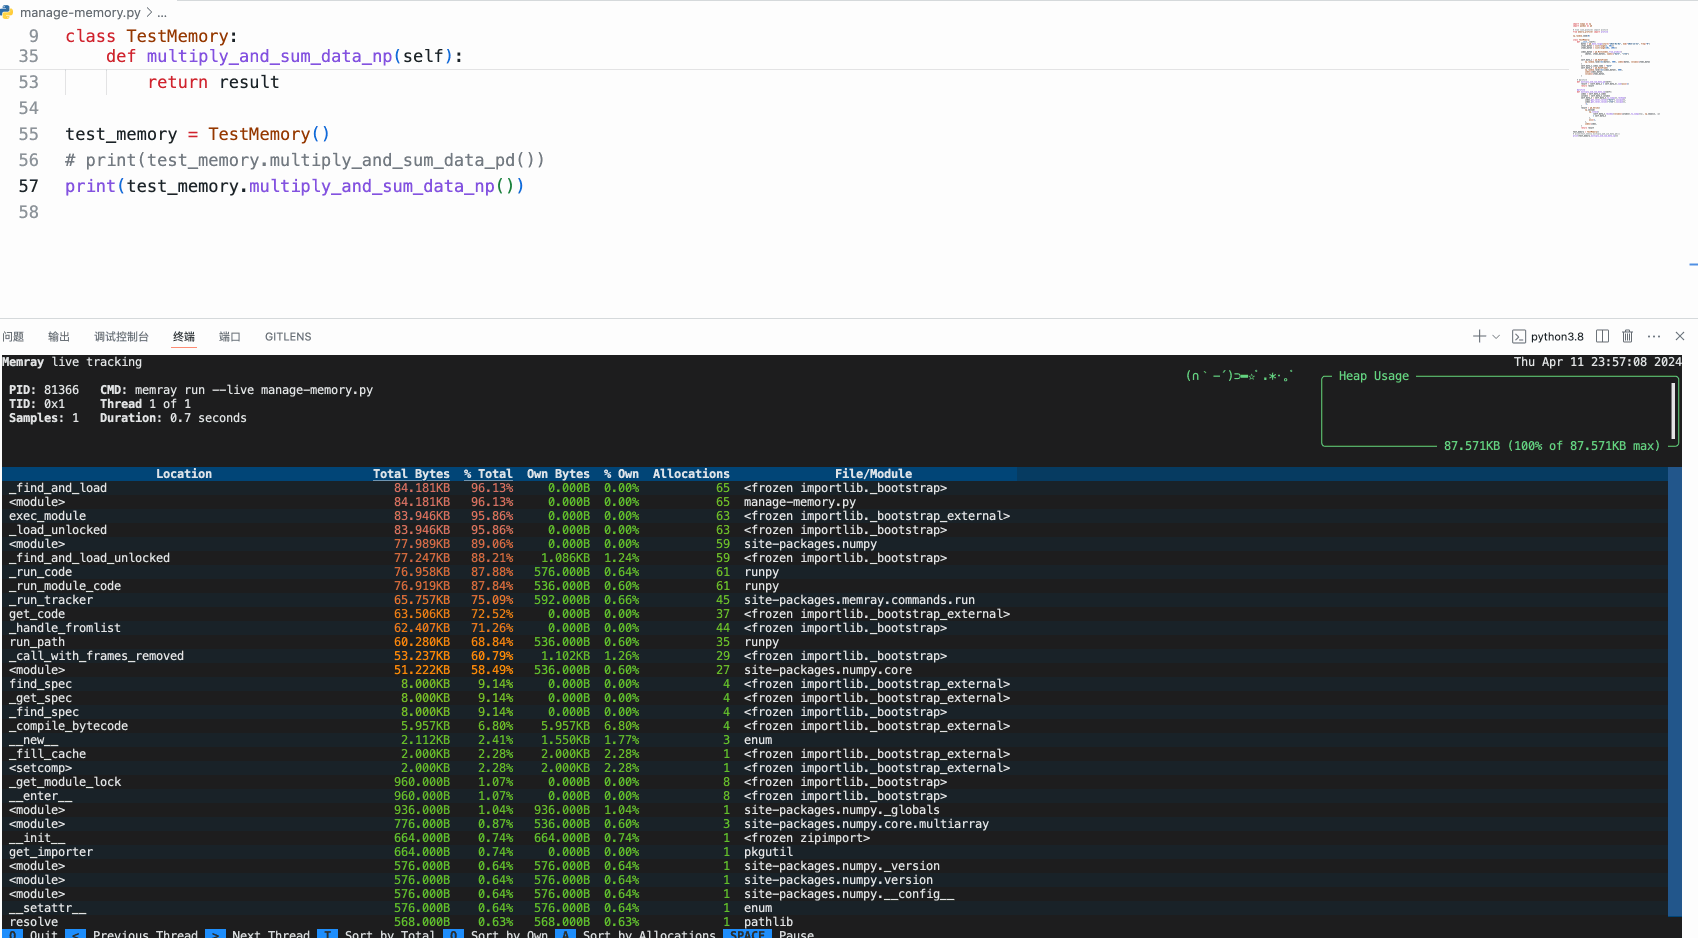 manage-memory.py > ...
9 class TestMemory:
35 def multiply_and_sum_data_np(self):
53 return result
54
55 test_memory = TestMemory()
56 # print(test_memory.multiply_and_sum_data_pd())
57 print(test_memory.multiply_and_sum_data_np())
58
问题 输出 调试控制台 终端 端口 GITLENS python3.8
Memray live tracking Thu Apr 11 23:57:08 2024
(∩｀-´)⊃━☆ﾟ.*･｡ﾟ Heap Usage
PID: 81366 CMD: memray run --live manage-memory.py
TID: 0x1 Thread 1 of 1
Samples: 1 Duration: 0.7 seconds
87.571KB (100% of 87.571KB max)
Location Total Bytes % Total Own Bytes % Own Allocations File/Module
_find_and_load 84.181KB 96.13% 0.000B 0.00% 65 <frozen importlib._bootstrap>
<module> 84.181KB 96.13% 0.000B 0.00% 65 manage-memory.py
exec_module 83.946KB 95.86% 0.000B 0.00% 63 <frozen importlib._bootstrap_external>
_load_unlocked 83.946KB 95.86% 0.000B 0.00% 63 <frozen importlib._bootstrap>
<module> 77.989KB 89.06% 0.000B 0.00% 59 site-packages.numpy
_find_and_load_unlocked 77.247KB 88.21% 1.086KB 1.24% 59 <frozen importlib._bootstrap>
_run_code 76.958KB 87.88% 576.000B 0.64% 61 runpy
_run_module_code 76.919KB 87.84% 536.000B 0.60% 61 runpy
_run_tracker 65.757KB 75.09% 592.000B 0.66% 45 site-packages.memray.commands.run
get_code 63.506KB 72.52% 0.000B 0.00% 37 <frozen importlib._bootstrap_external>
_handle_fromlist 62.407KB 71.26% 0.000B 0.00% 44 <frozen importlib._bootstrap>
run_path 60.280KB 68.84% 536.000B 0.60% 35 runpy
_call_with_frames_removed 53.237KB 60.79% 1.102KB 1.26% 29 <frozen importlib._bootstrap>
<module> 51.222KB 58.49% 536.000B 0.60% 27 site-packages.numpy.core
find_spec 8.000KB 9.14% 0.000B 0.00% 4 <frozen importlib._bootstrap_external>
_get_spec 8.000KB 9.14% 0.000B 0.00% 4 <frozen importlib._bootstrap_external>
_find_spec 8.000KB 9.14% 0.000B 0.00% 4 <frozen importlib._bootstrap>
_compile_bytecode 5.957KB 6.80% 5.957KB 6.80% 4 <frozen importlib._bootstrap_external>
__new__ 2.112KB 2.41% 1.550KB 1.77% 3 enum
_fill_cache 2.000KB 2.28% 2.000KB 2.28% 1 <frozen importlib._bootstrap_external>
<setcomp> 2.000KB 2.28% 2.000KB 2.28% 1 <frozen importlib._bootstrap_external>
_get_module_lock 960.000B 1.07% 0.000B 0.00% 8 <frozen importlib._bootstrap>
__enter__ 960.000B 1.07% 0.000B 0.00% 8 <frozen importlib._bootstrap>
<module> 936.000B 1.04% 936.000B 1.04% 1 site-packages.numpy._globals
<module> 776.000B 0.87% 536.000B 0.60% 3 site-packages.numpy.core.multiarray
__init__ 664.000B 0.74% 664.000B 0.74% 1 <frozen zipimport>
get_importer 664.000B 0.74% 0.000B 0.00% 1 pkgutil
<module> 576.000B 0.64% 576.000B 0.64% 1 site-packages.numpy._version
<module> 576.000B 0.64% 576.000B 0.64% 1 site-packages.numpy.version
<module> 576.000B 0.64% 576.000B 0.64% 1 site-packages.numpy.__config__
__setattr__ 576.000B 0.64% 576.000B 0.64% 1 enum
resolve 568.000B 0.63% 568.000B 0.63% 1 pathlib
Q Quit < Previous Thread > Next Thread T Sort by Total O Sort by Own A Sort by Allocations SPACE Pause